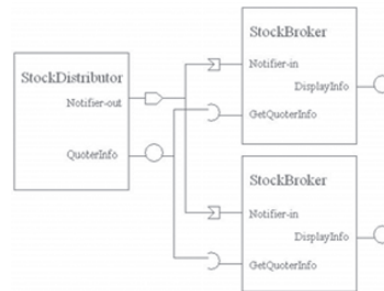 StockDistributor
Notifier-out
QuoterInfo
StockBroker
Notifier-in
DisplayInfo
GetQuoterInfo
StockBroker
Notifier-in
DisplayInfo
GetQuoterInfo